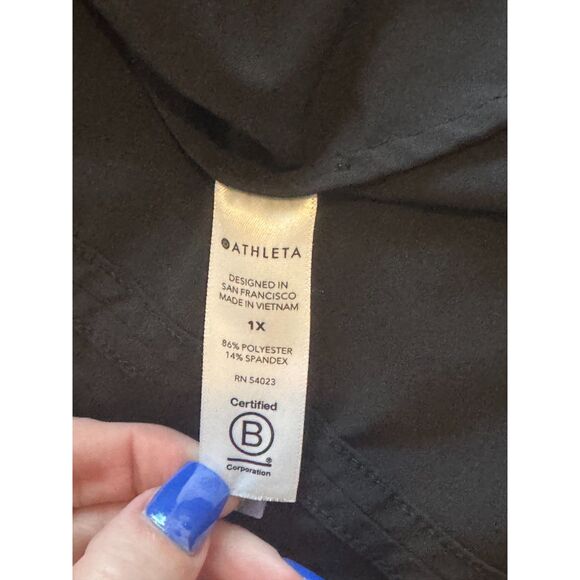 ATHLETA
DESIGNED IN
SAN FRANCISCO
MADE IN VIETNAM
1X
86% POLYESTER
14% SPANDEX
RN 54023
Certified
B
®
Corporation